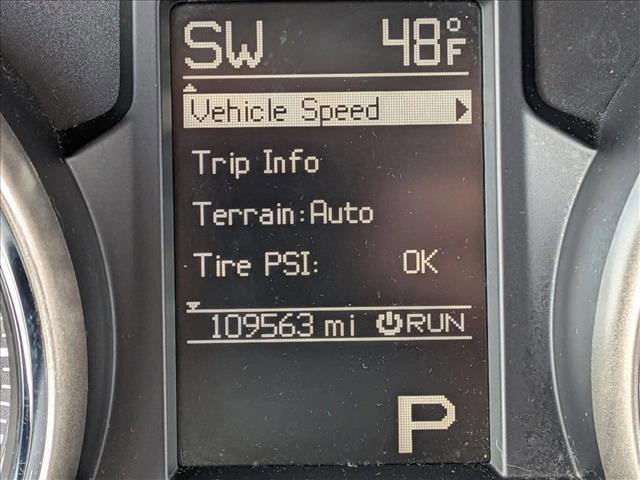 SW 48°F
Vehicle Speed
Trip Info
Terrain:Auto
Tire PSI: OK
109563 mi RUN
P